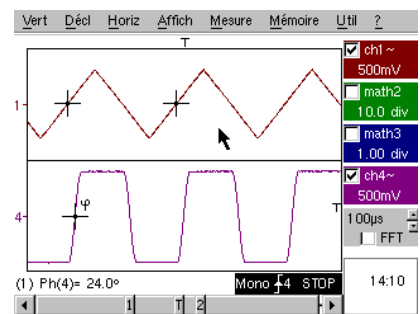 Vert Décl Horiz Affich Mesure Mémoire Util ?
T
ch1~
500mV
math2
10.0 div
math3
1.00 div
ch4~
500mV
100µs
FFT
1
4
φ
T
(1) Ph(4)= 24.0° Mono 4 STOP
14:10
1 T 2